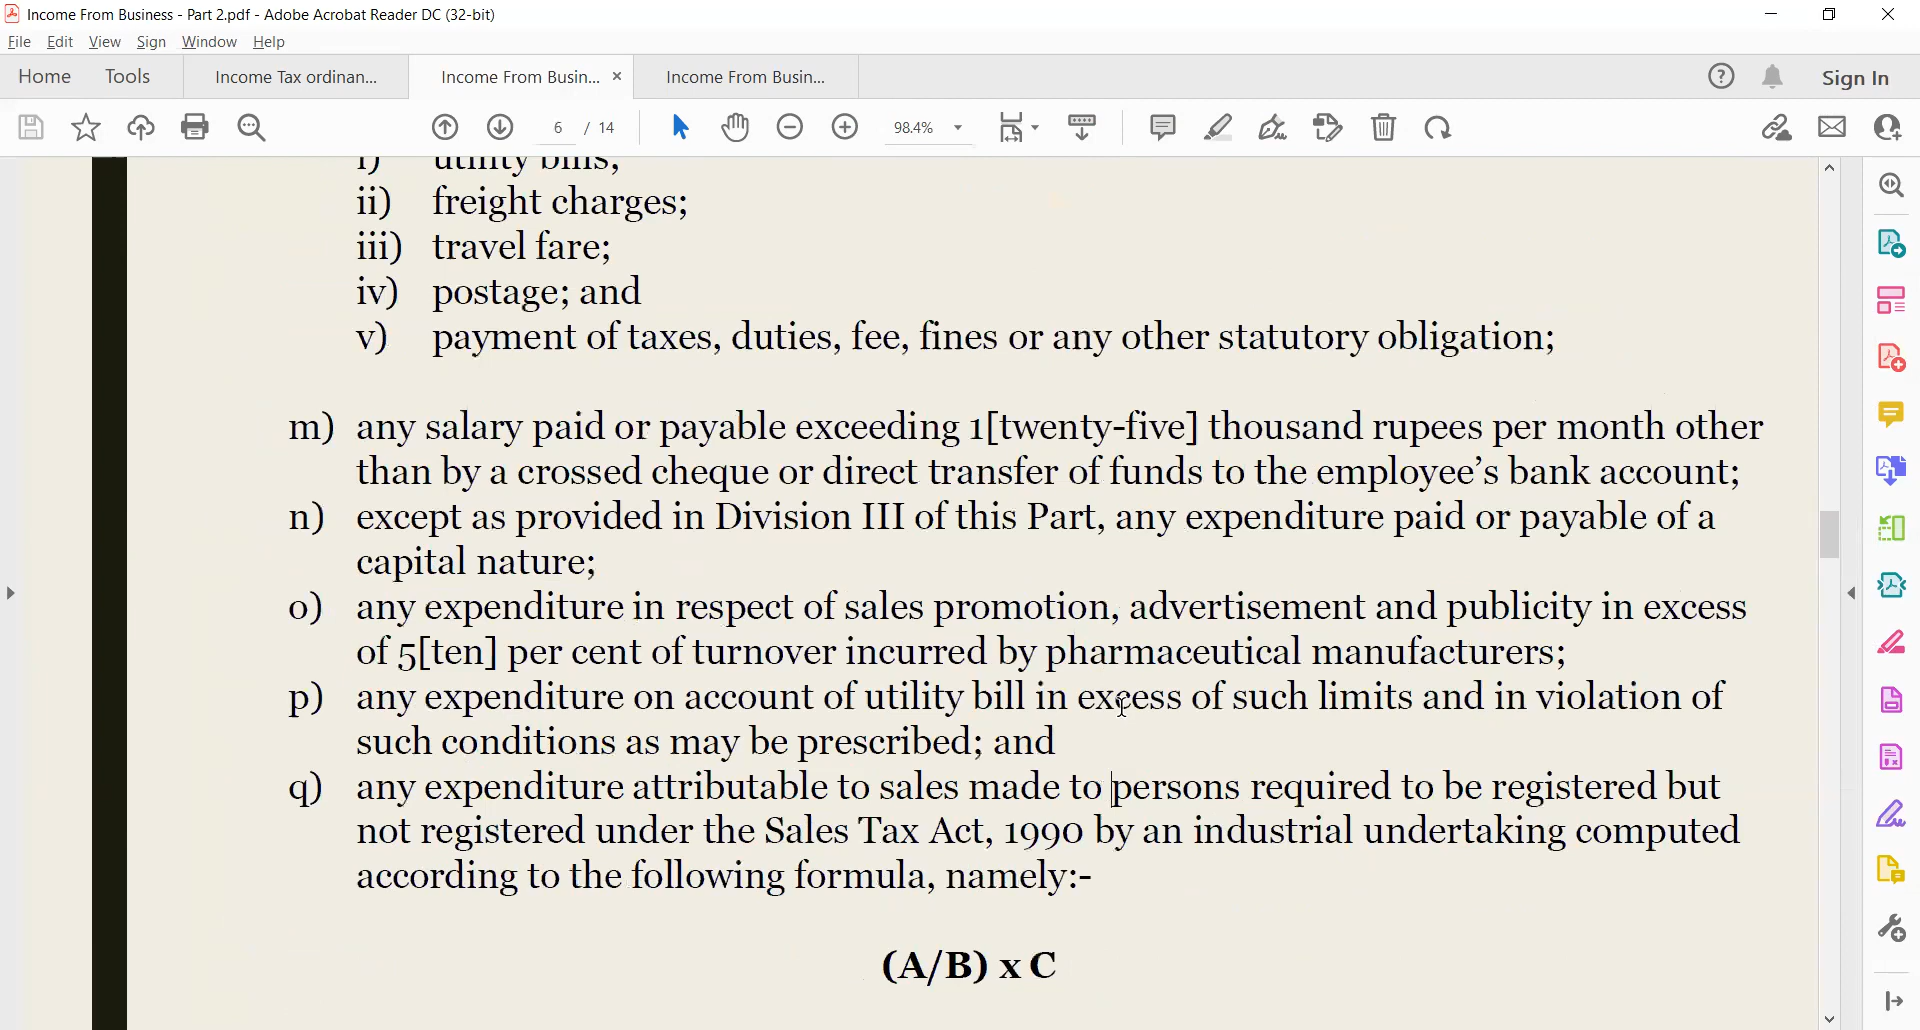 Income From Business - Part 2.pdf - Adobe Acrobat Reader DC (32-bit)
File Edit View Sign Window Help
Home Tools Income Tax ordinan... Income From Busin... × Income From Busin... Sign In
6 / 14 98.4%
i) utility bills;
ii) freight charges;
iii) travel fare;
iv) postage; and
v) payment of taxes, duties, fee, fines or any other statutory obligation;
m) any salary paid or payable exceeding 1[twenty-five] thousand rupees per month other
than by a crossed cheque or direct transfer of funds to the employee’s bank account;
n) except as provided in Division III of this Part, any expenditure paid or payable of a
capital nature;
o) any expenditure in respect of sales promotion, advertisement and publicity in excess
of 5[ten] per cent of turnover incurred by pharmaceutical manufacturers;
p) any expenditure on account of utility bill in excess of such limits and in violation of
such conditions as may be prescribed; and
q) any expenditure attributable to sales made to persons required to be registered but
not registered under the Sales Tax Act, 1990 by an industrial undertaking computed
according to the following formula, namely:-
(A/B) x C